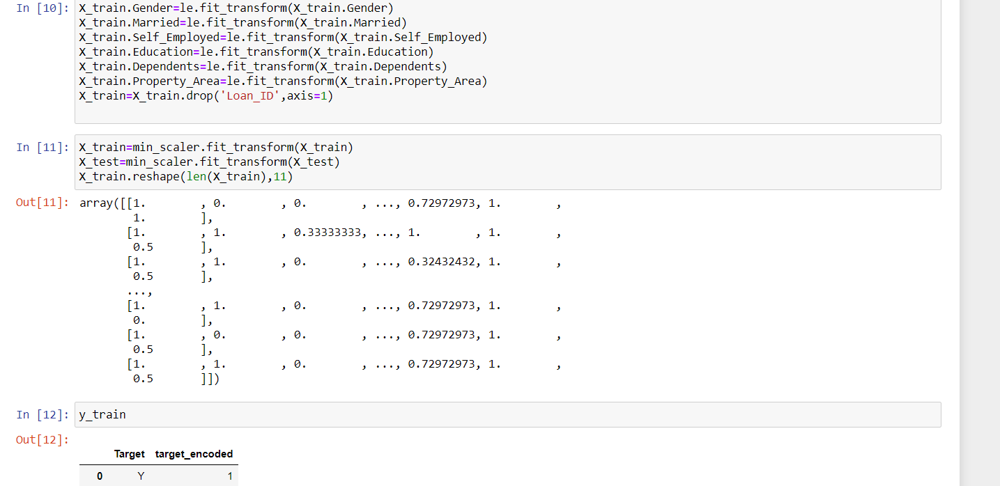 In [10]: X_train.Gender=le.fit_transform(X_train.Gender)
X_train.Married=le.fit_transform(X_train.Married)
X_train.Self_Employed=le.fit_transform(X_train.Self_Employed)
X_train.Education=le.fit_transform(X_train.Education)
X_train.Dependents=le.fit_transform(X_train.Dependents)
X_train.Property_Area=le.fit_transform(X_train.Property_Area)
X_train=X_train.drop('Loan_ID',axis=1)
In [11]: X_train=min_scaler.fit_transform(X_train)
X_test=min_scaler.fit_transform(X_test)
X_train.reshape(len(X_train),11)
Out[11]: array([[1.        , 0.        , 0.        , ..., 0.72972973, 1.        ,
1.        ],
[1.        , 1.        , 0.33333333, ..., 1.        , 1.        ,
0.5       ],
[1.        , 1.        , 0.        , ..., 0.32432432, 1.        ,
0.5       ],
...,
[1.        , 1.        , 0.        , ..., 0.72972973, 1.        ,
0.        ],
[1.        , 0.        , 0.        , ..., 0.72972973, 1.        ,
0.5       ],
[1.        , 1.        , 0.        , ..., 0.72972973, 1.        ,
0.5       ]])
In [12]: y_train
Out[12]:
Target target_encoded
0 Y 1